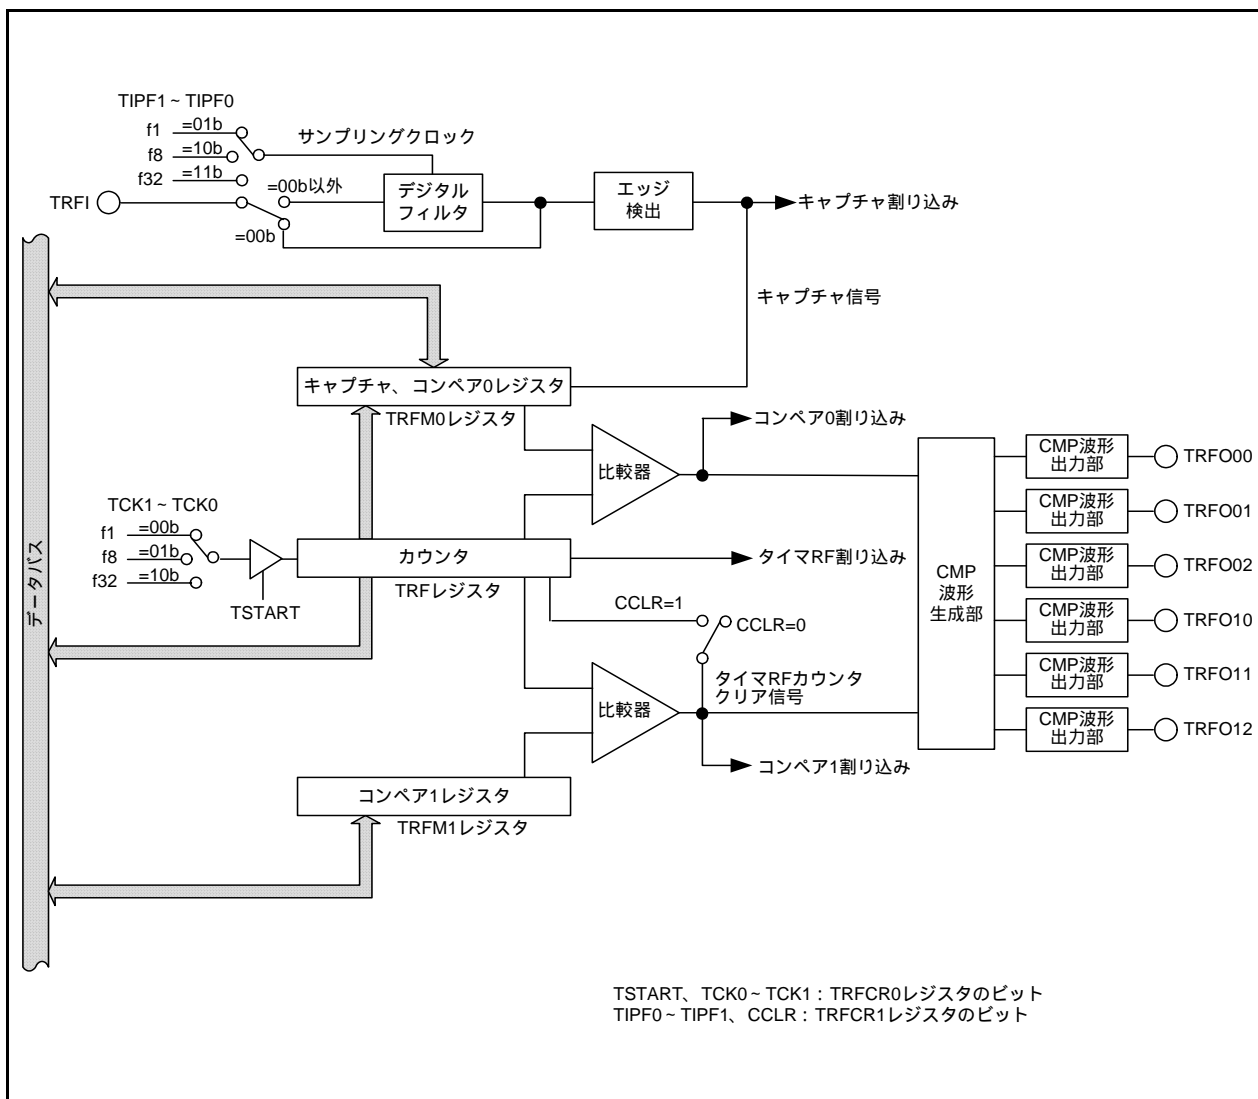 TIPF1~TIPF0
f1 =01b
f8 =10b
f32 =11b
サンプリングクロック
TRFI
=00b以外
=00b
デジタル
フィルタ
エッジ
検出
キャプチャ割り込み
キャプチャ信号
キャプチャ、コンペア0レジスタ
TRFM0レジスタ
コンペア0割り込み
比較器
TCK1~TCK0
f1 =00b
f8 =01b
f32 =10b
TSTART
カウンタ
TRFレジスタ
タイマRF割り込み
CCLR=1
CCLR=0
タイマRFカウンタ
クリア信号
比較器
コンペア1割り込み
コンペア1レジスタ
TRFM1レジスタ
データバス
CMP
波形
生成部
CMP波形
出力部
TRFO00
CMP波形
出力部
TRFO01
CMP波形
出力部
TRFO02
CMP波形
出力部
TRFO10
CMP波形
出力部
TRFO11
CMP波形
出力部
TRFO12
TSTART、TCK0~TCK1:TRFCR0レジスタのビット
TIPF0~TIPF1、CCLR:TRFCR1レジスタのビット